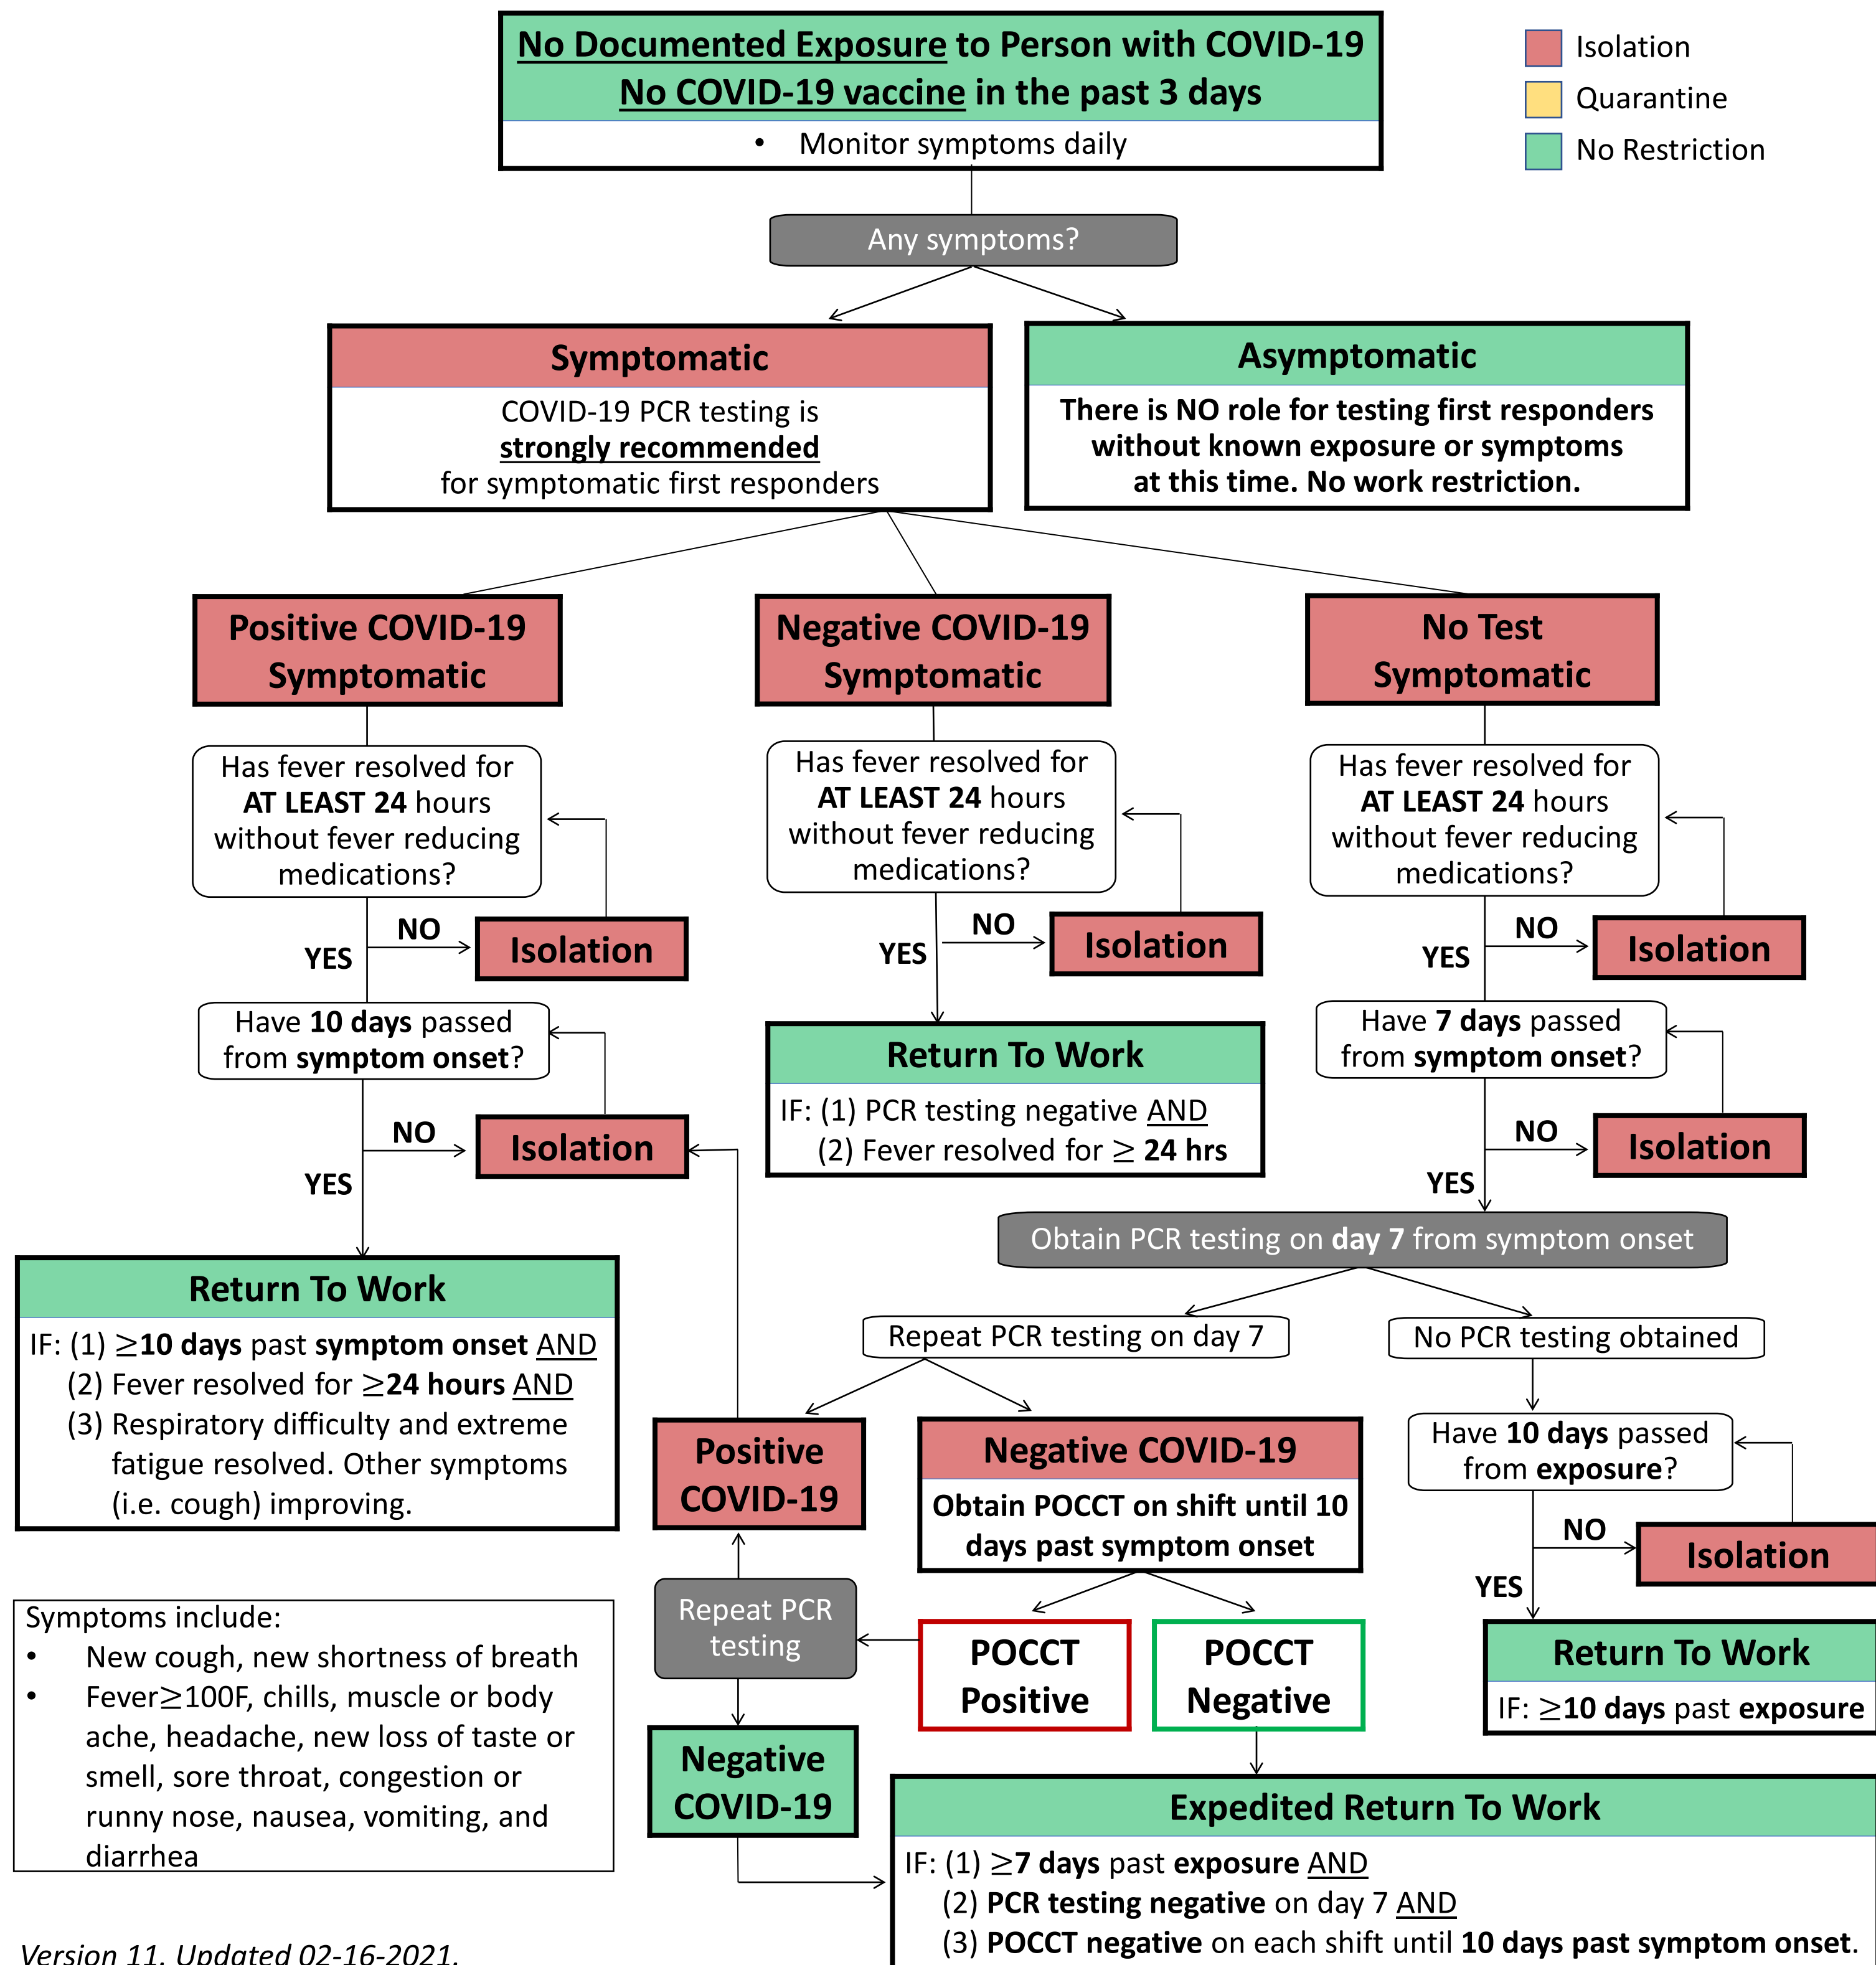 No Documented Exposure to Person with COVID-19
No COVID-19 vaccine in the past 3 days
• Monitor symptoms daily
Isolation
Quarantine
No Restriction
Any symptoms?
Symptomatic
COVID-19 PCR testing is
strongly recommended
for symptomatic first responders
Asymptomatic
There is NO role for testing first responders
without known exposure or symptoms
at this time. No work restriction.
Positive COVID-19
Symptomatic
Has fever resolved for
AT LEAST 24 hours
without fever reducing
medications?
NO
YES
Isolation
Have 10 days passed
from symptom onset?
NO
YES
Isolation
Return To Work
IF: (1) ≥10 days past symptom onset AND
(2) Fever resolved for ≥24 hours AND
(3) Respiratory difficulty and extreme
fatigue resolved. Other symptoms
(i.e. cough) improving.
Negative COVID-19
Symptomatic
Has fever resolved for
AT LEAST 24 hours
without fever reducing
medications?
NO
YES
Isolation
Return To Work
IF: (1) PCR testing negative AND
(2) Fever resolved for ≥ 24 hrs
No Test
Symptomatic
Has fever resolved for
AT LEAST 24 hours
without fever reducing
medications?
NO
YES
Isolation
Have 7 days passed
from symptom onset?
NO
YES
Isolation
Obtain PCR testing on day 7 from symptom onset
Repeat PCR testing on day 7
No PCR testing obtained
Positive
COVID-19
Negative COVID-19
Obtain POCCT on shift until 10
days past symptom onset
Have 10 days passed
from exposure?
NO
YES
Isolation
Repeat PCR
testing
POCCT
Positive
POCCT
Negative
Return To Work
IF: ≥10 days past exposure
Negative
COVID-19
Expedited Return To Work
IF: (1) ≥7 days past exposure AND
(2) PCR testing negative on day 7 AND
(3) POCCT negative on each shift until 10 days past symptom onset.
Symptoms include:
• New cough, new shortness of breath
• Fever≥100F, chills, muscle or body
ache, headache, new loss of taste or
smell, sore throat, congestion or
runny nose, nausea, vomiting, and
diarrhea
Version 11. Updated 02-16-2021.